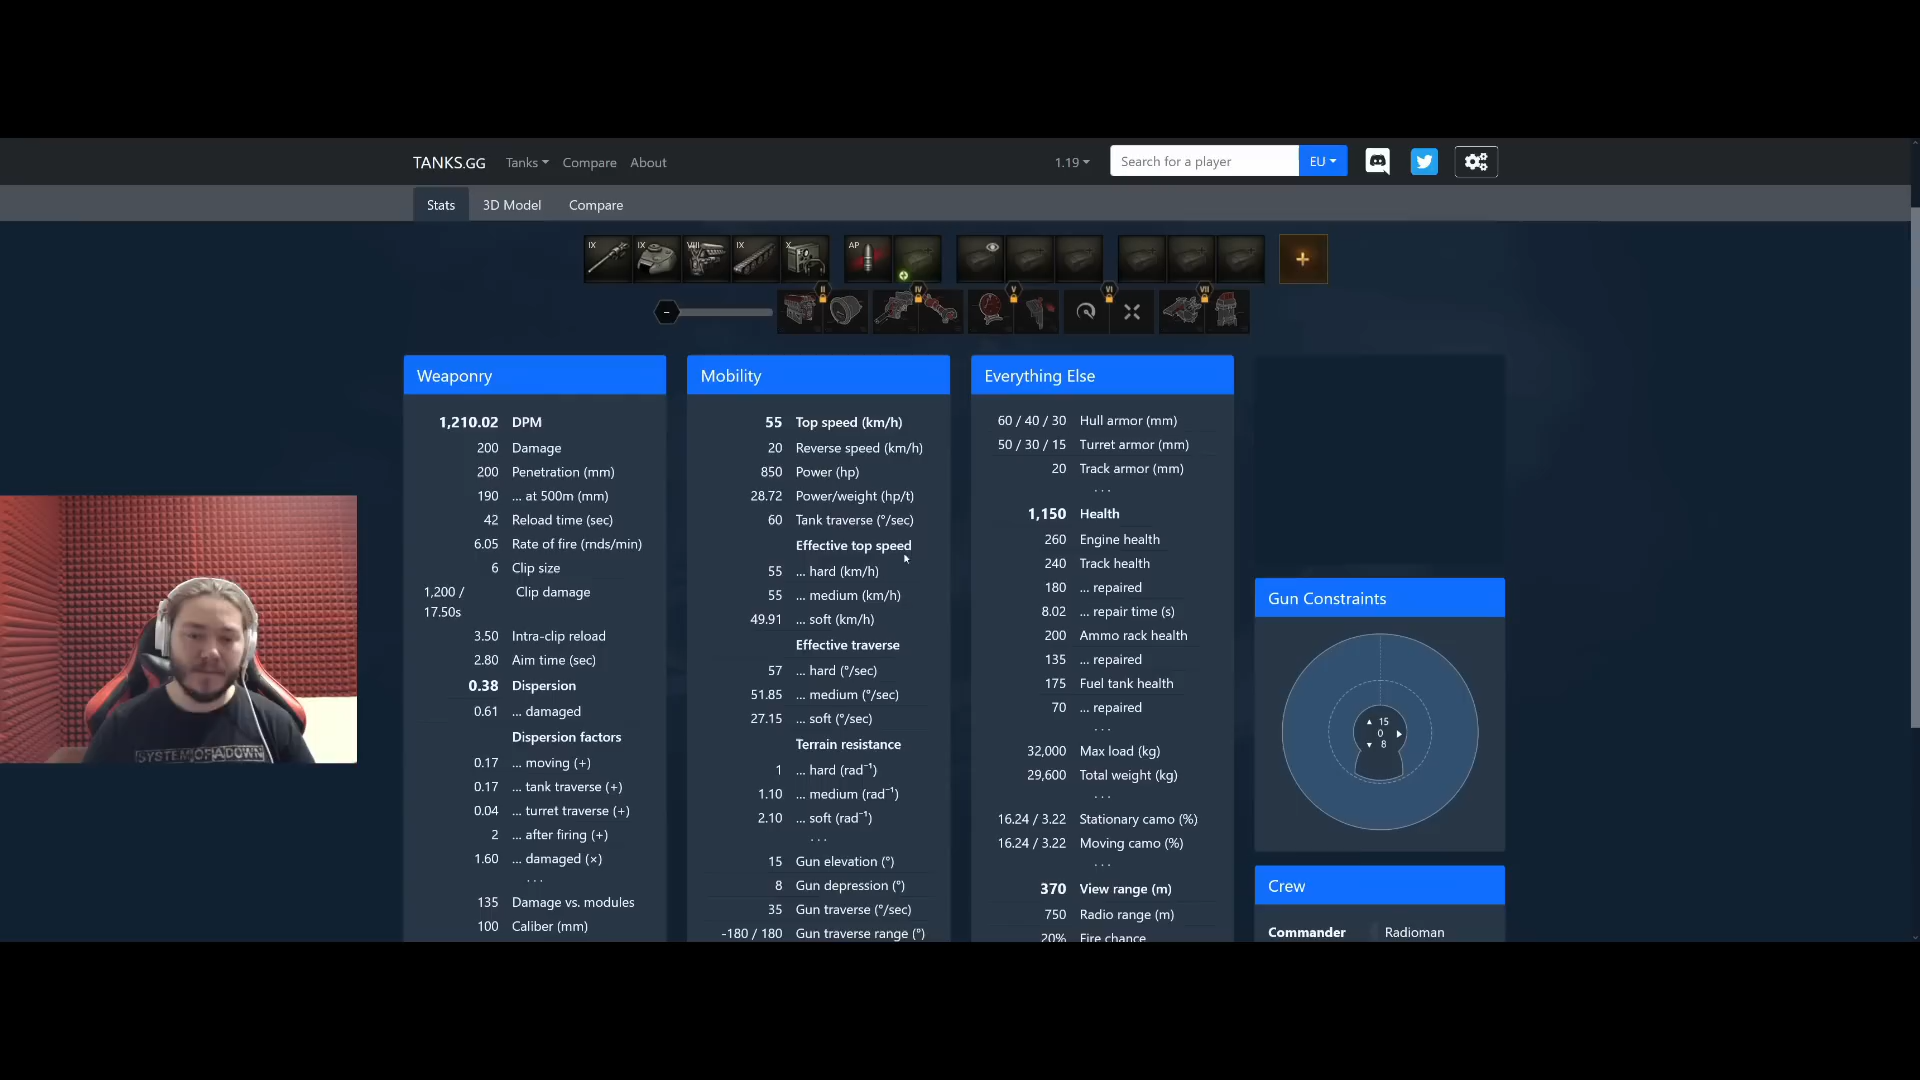 TANKS.GG Tanks Compare About 1.19 Search for a player EU
Stats 3D Model Compare
IX IX VIII IX X AP
II IV V VI VII
Weaponry
1,210.02 DPM
200 Damage
200 Penetration (mm)
190 ... at 500m (mm)
42 Reload time (sec)
6.05 Rate of fire (rnds/min)
6 Clip size
1,200 / 17.50s Clip damage
3.50 Intra-clip reload
2.80 Aim time (sec)
0.38 Dispersion
0.61 ... damaged
Dispersion factors
0.17 ... moving (+)
0.17 ... tank traverse (+)
0.04 ... turret traverse (+)
2 ... after firing (+)
1.60 ... damaged (×)
...
135 Damage vs. modules
100 Caliber (mm)
Mobility
55 Top speed (km/h)
20 Reverse speed (km/h)
850 Power (hp)
28.72 Power/weight (hp/t)
60 Tank traverse (°/sec)
Effective top speed
55 ... hard (km/h)
55 ... medium (km/h)
49.91 ... soft (km/h)
Effective traverse
57 ... hard (°/sec)
51.85 ... medium (°/sec)
27.15 ... soft (°/sec)
Terrain resistance
1 ... hard (rad⁻¹)
1.10 ... medium (rad⁻¹)
2.10 ... soft (rad⁻¹)
...
15 Gun elevation (°)
8 Gun depression (°)
35 Gun traverse (°/sec)
-180 / 180 Gun traverse range (°)
Everything Else
60 / 40 / 30 Hull armor (mm)
50 / 30 / 15 Turret armor (mm)
20 Track armor (mm)
...
1,150 Health
260 Engine health
240 Track health
180 ... repaired
8.02 ... repair time (s)
200 Ammo rack health
135 ... repaired
175 Fuel tank health
70 ... repaired
...
32,000 Max load (kg)
29,600 Total weight (kg)
...
16.24 / 3.22 Stationary camo (%)
16.24 / 3.22 Moving camo (%)
...
370 View range (m)
750 Radio range (m)
20% Fire chance
Gun Constraints
15
0
8
Crew
Commander Radioman
SYSTEM OF A DOWN